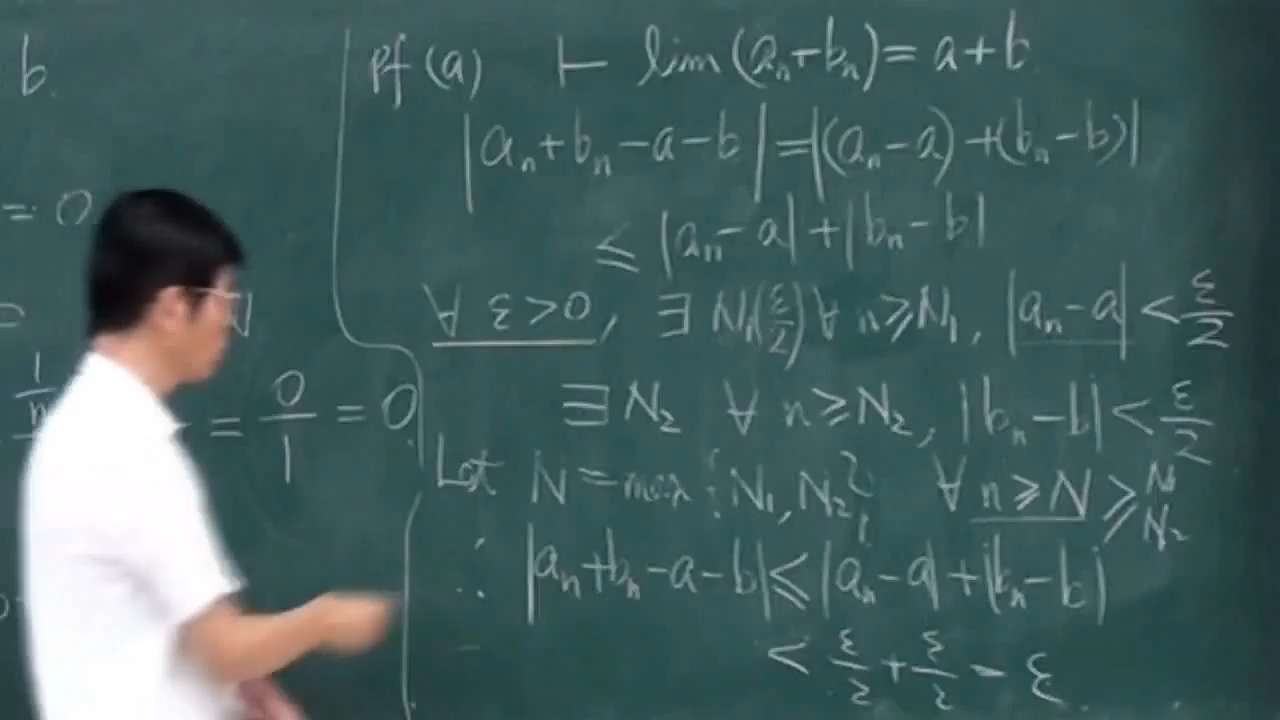 b
= 0
1/n = 0/1 = 0
pf (a) ⊢ lim (aₙ+bₙ) = a+b
|aₙ+bₙ-a-b| = |(aₙ-a)+(bₙ-b)|
≤ |aₙ-a|+|bₙ-b|
∀ ε>0, ∃ N₁(ε/2) ∀ n≥N₁, |aₙ-a| < ε/2
∃ N₂ ∀ n≥N₂, |bₙ-b| < ε/2
Let N = max {N₁, N₂}, ∀ n≥N ≥ N₁ N₂
∴ |aₙ+bₙ-a-b| ≤ |aₙ-a|+|bₙ-b|
< ε/2 + ε/2 = ε